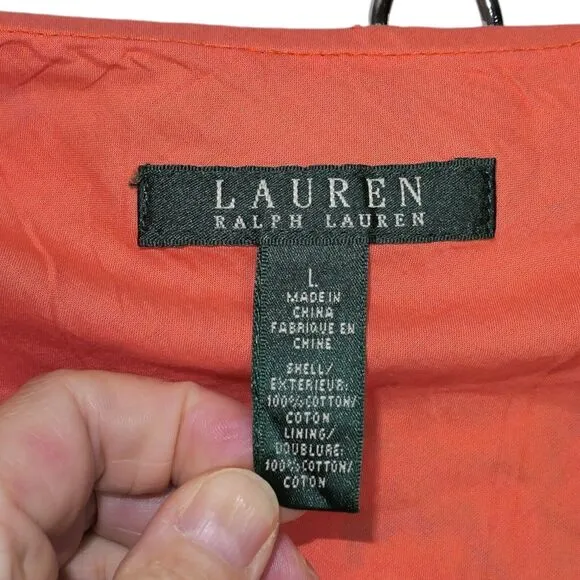 LAUREN
RALPH LAUREN
L
MADE IN
CHINA
FABRIQUE EN
CHINE
SHELL/
EXTERIEUR:
100%COTTON/
COTON
LINING/
DOUBLURE:
100%COTTON/
COTON